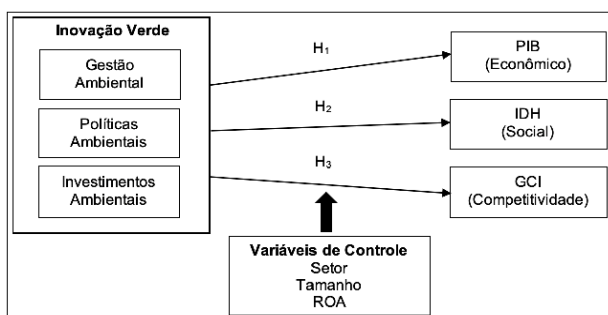 Inovação Verde
Gestão
Ambiental
Políticas
Ambientais
Investimentos
Ambientais
H₁
H₂
H₃
PIB
(Econômico)
IDH
(Social)
GCI
(Competitividade)
Variáveis de Controle
Setor
Tamanho
ROA